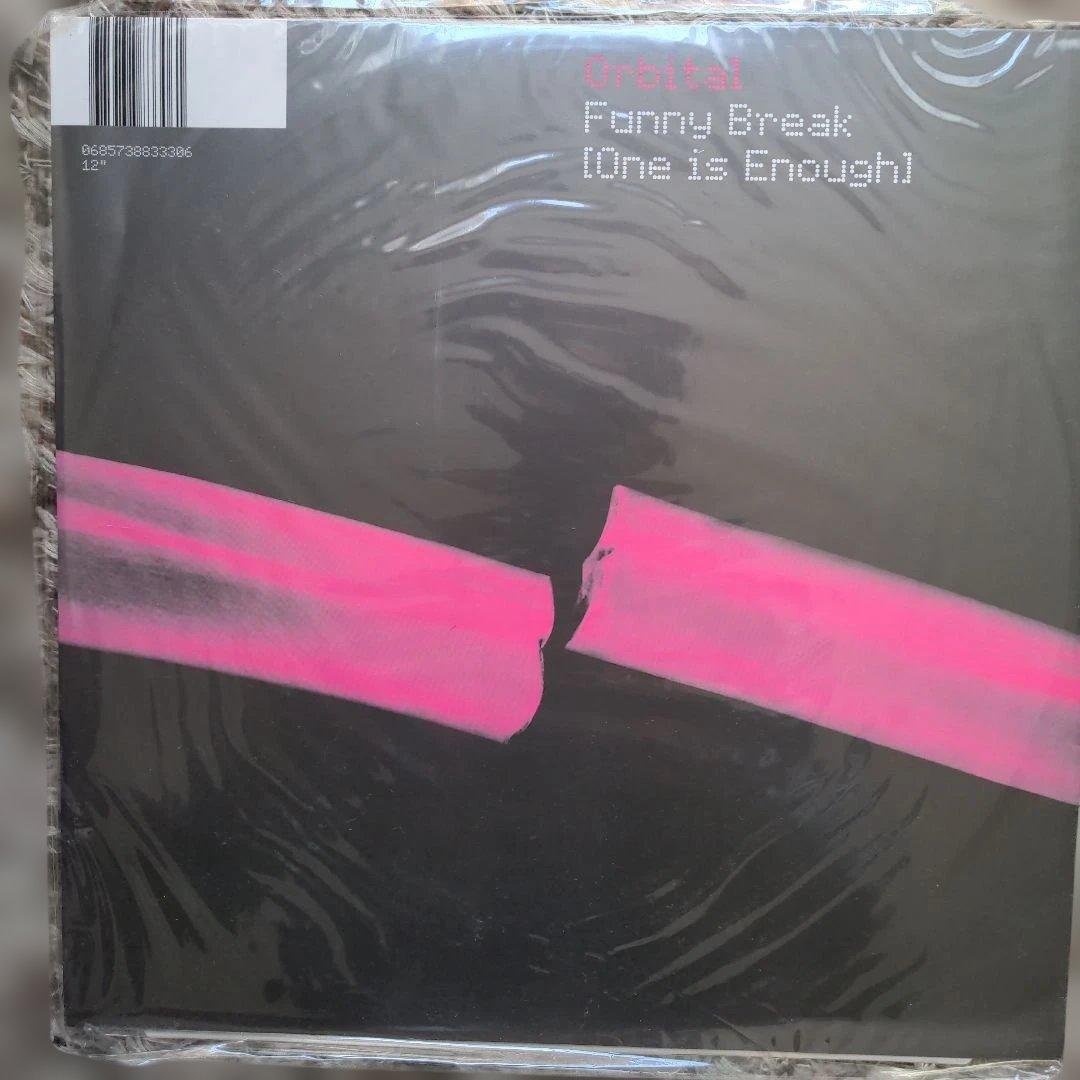 Orbital
Funny Break
[One is Enough]
0685738833306
12"